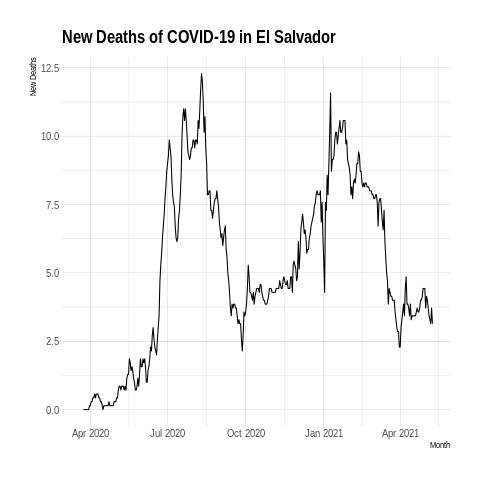 New Deaths of COVID-19 in El Salvador
New Deaths
12.5
10.0
7.5
5.0
2.5
0.0
Apr 2020 Jul 2020 Oct 2020 Jan 2021 Apr 2021
Month